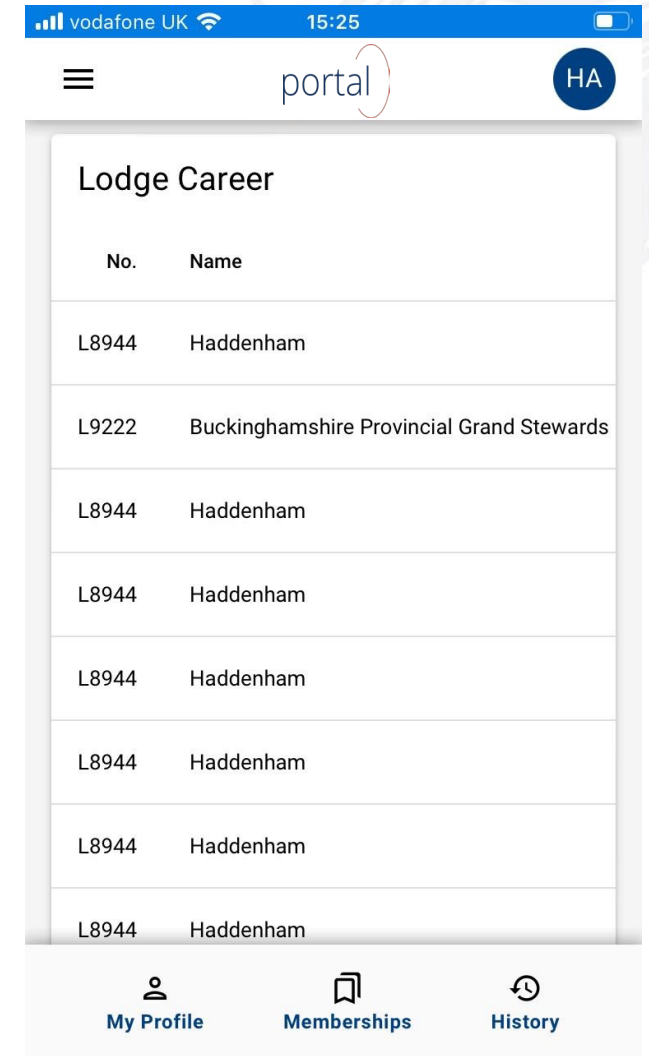 vodafone UK 15:25
portal
HA
Lodge Career
No. Name
L8944 Haddenham
L9222 Buckinghamshire Provincial Grand Stewards
L8944 Haddenham
L8944 Haddenham
L8944 Haddenham
L8944 Haddenham
L8944 Haddenham
L8944 Haddenham
My Profile Memberships History